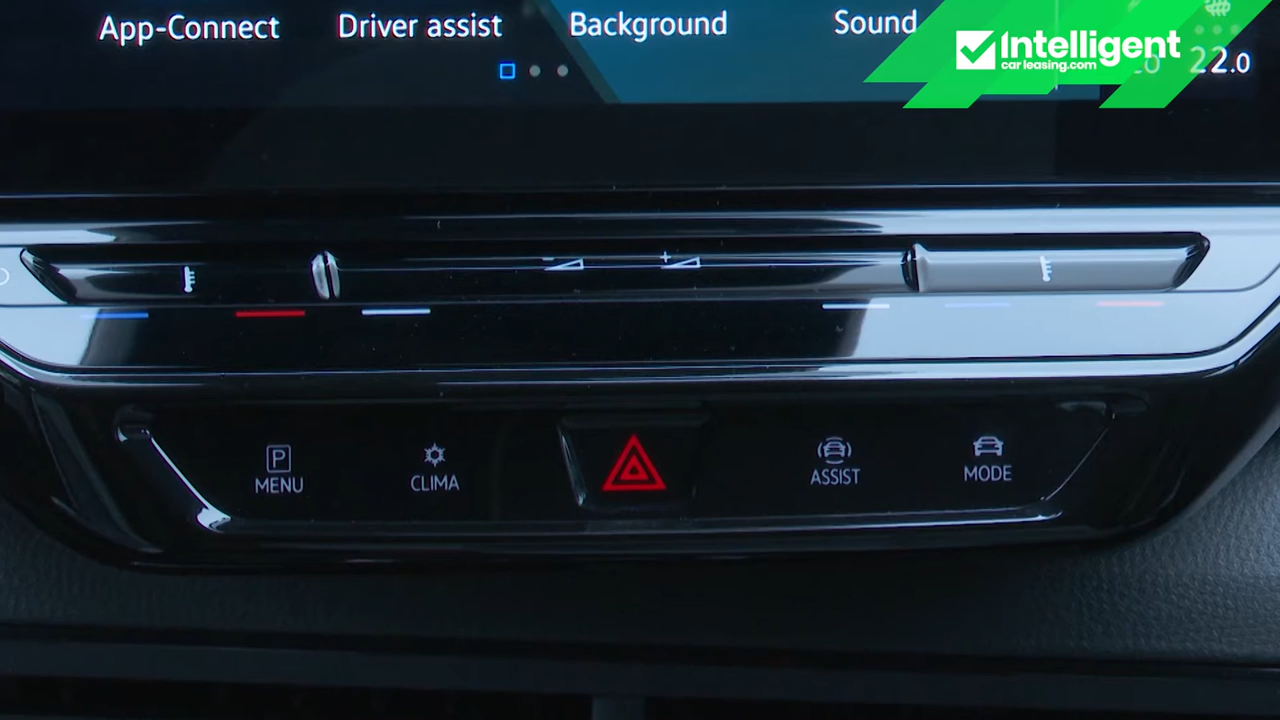 App-Connect
Driver assist
Background
Sound
Intelligent
carleasing.com
22.0
P
MENU
CLIMA
ASSIST
MODE